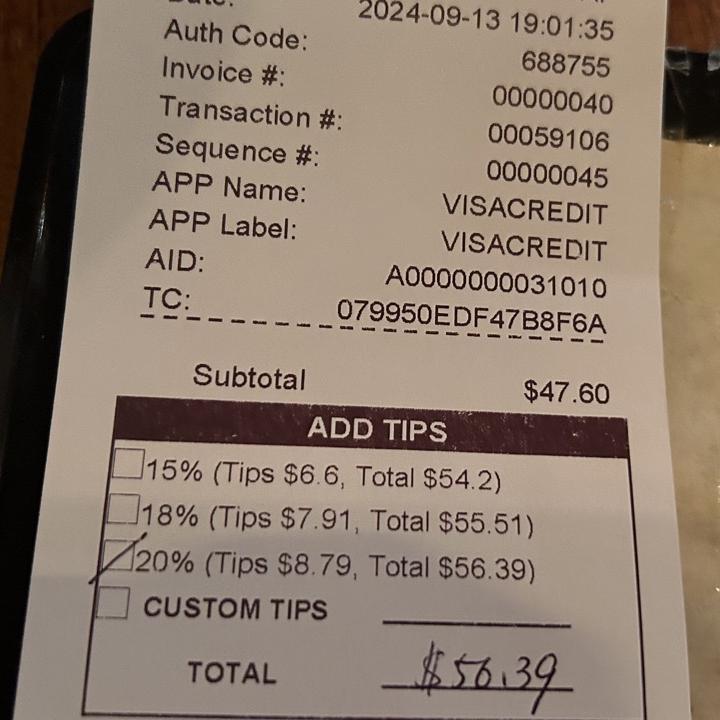 Date:
2024-09-13 19:01:35
Auth Code: 688755
Invoice #: 00000040
Transaction #: 00059106
Sequence #: 00000045
APP Name: VISACREDIT
APP Label: VISACREDIT
AID: A0000000031010
TC: 079950EDF47B8F6A
Subtotal $47.60
ADD TIPS
15% (Tips $6.6, Total $54.2)
18% (Tips $7.91, Total $55.51)
20% (Tips $8.79, Total $56.39)
CUSTOM TIPS
TOTAL $56.39